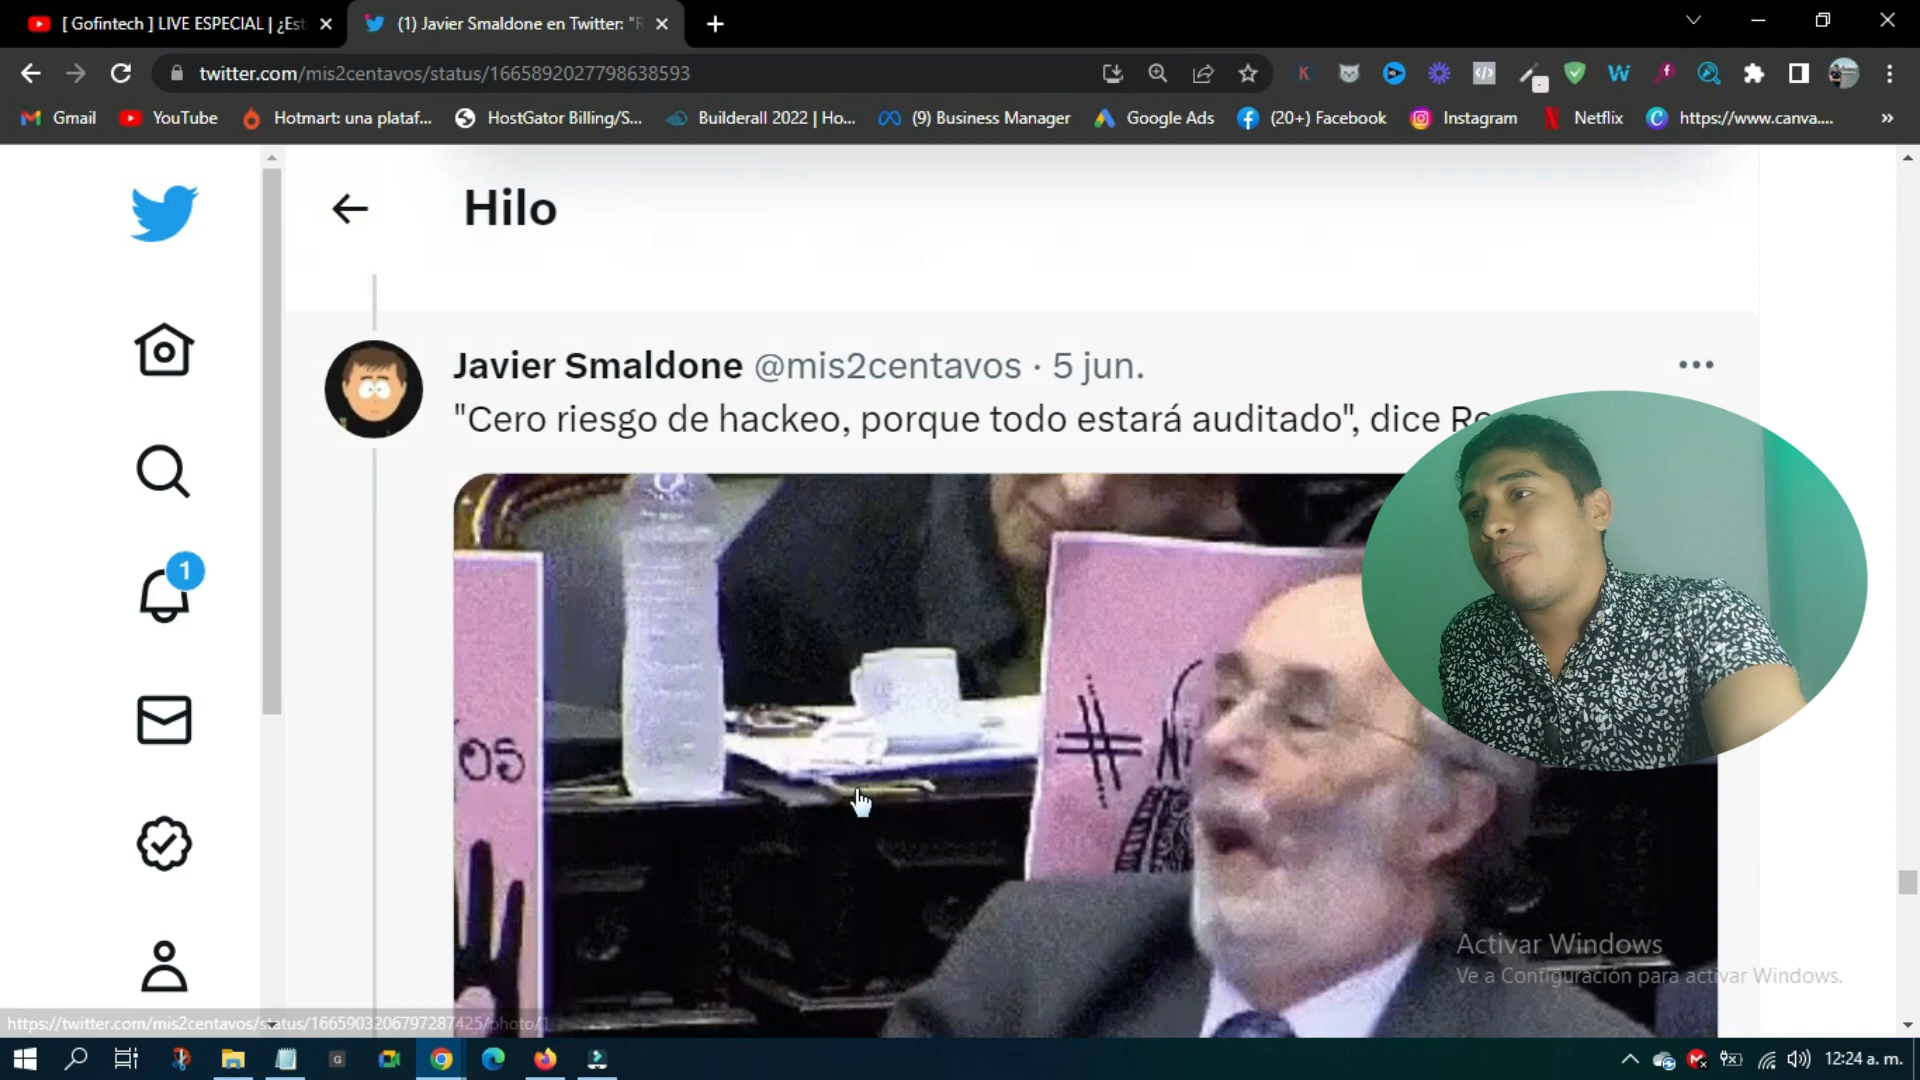 [ Gofintech ] LIVE ESPECIAL | ¿Est
(1) Javier Smaldone en Twitter: "R
twitter.com/mis2centavos/status/1665892027798638593
Gmail
YouTube
Hotmart: una plataf...
HostGator Billing/S...
Builderall 2022 | Ho...
(9) Business Manager
Google Ads
(20+) Facebook
Instagram
Netflix
https://www.canva....
»
Hilo
Javier Smaldone @mis2centavos · 5 jun.
"Cero riesgo de hackeo, porque todo estará auditado", dice
1
#
os
Activar Windows
Ve a Configuración para activar Windows.
https://twitter.com/mis2centavos/status/1665903206797287425/photo/1
12:24 a. m.